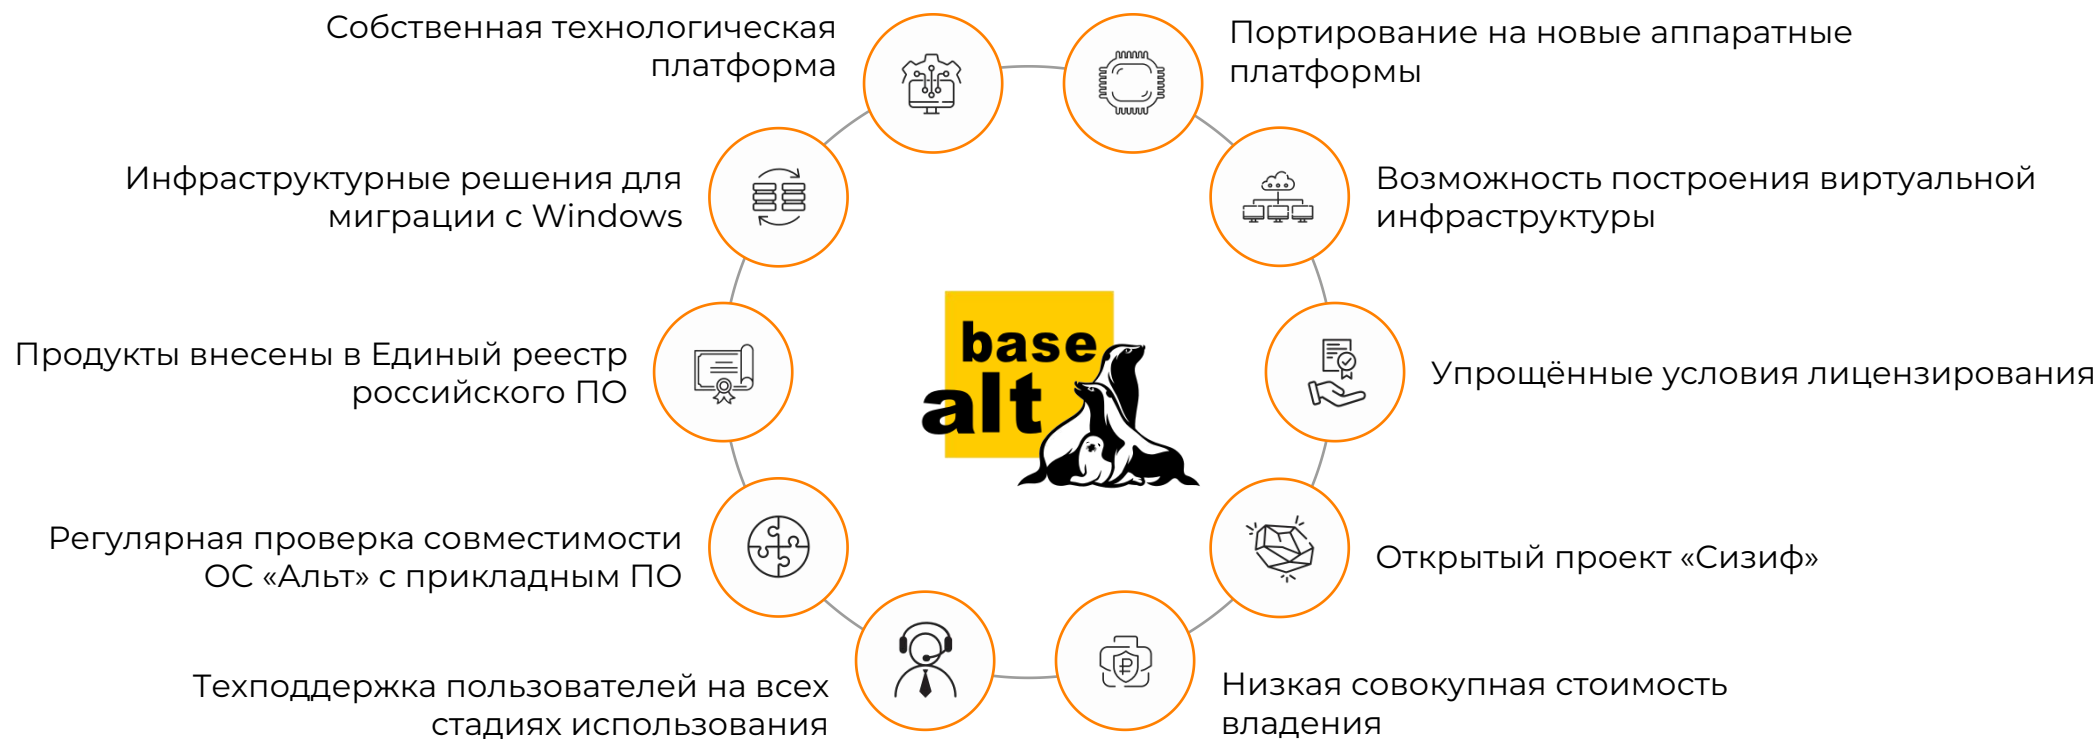 Собственная технологическая
платформа
Портирование на новые аппаратные
платформы
Инфраструктурные решения для
миграции с Windows
Возможность построения виртуальной
инфраструктуры
Продукты внесены в Единый реестр
российского ПО
base
alt
Упрощённые условия лицензирования
Регулярная проверка совместимости
ОС «Альт» с прикладным ПО
Открытый проект «Сизиф»
Техподдержка пользователей на всех
стадиях использования
Низкая совокупная стоимость
владения